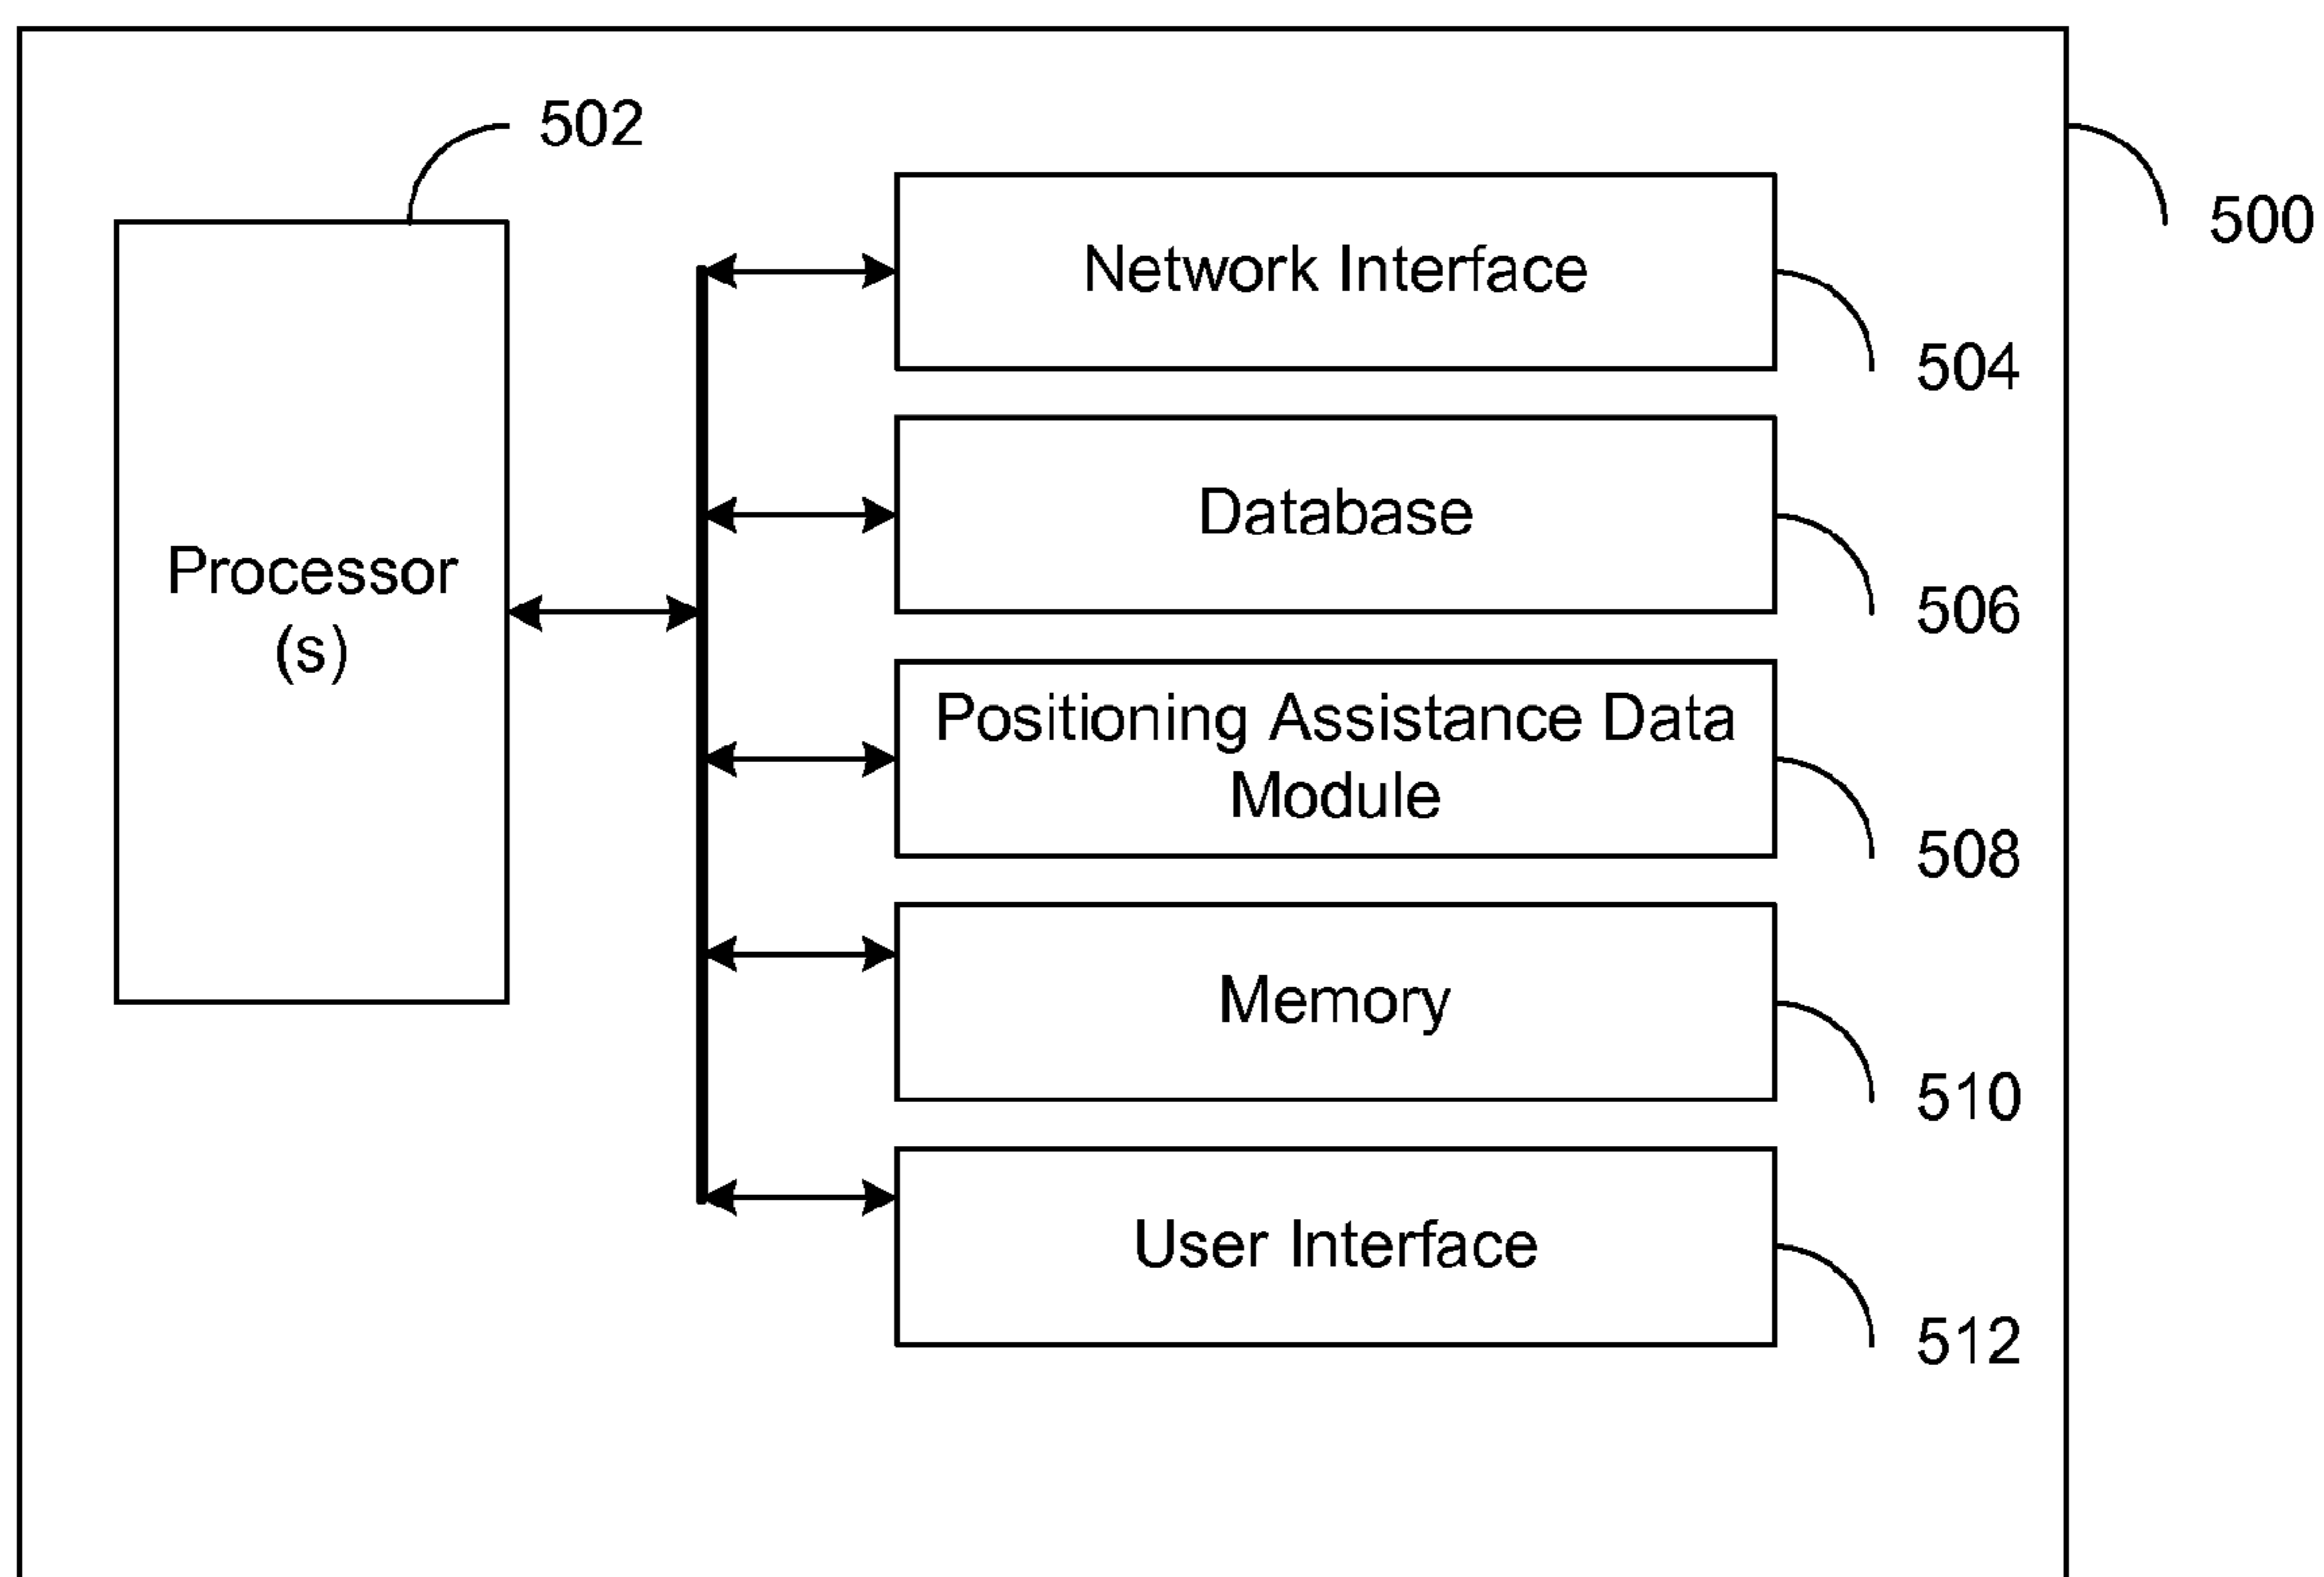 502
500
Network Interface
504
Database
506
Processor
(s)
Positioning Assistance Data
Module
508
Memory
510
User Interface
512